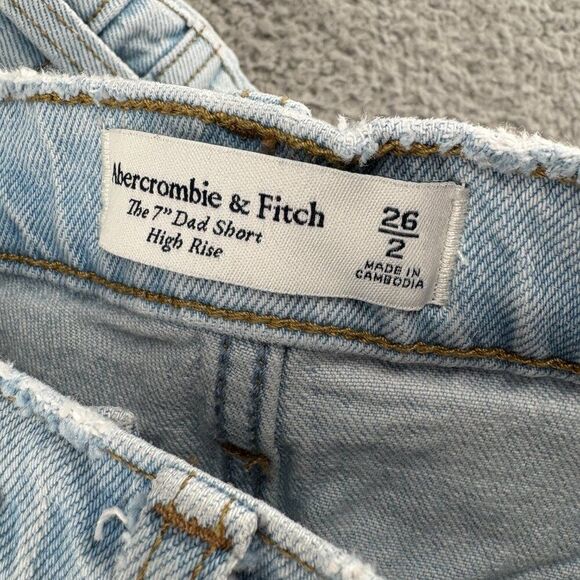 Abercrombie & Fitch
The 7" Dad Short
High Rise
26
2
MADE IN
CAMBODIA